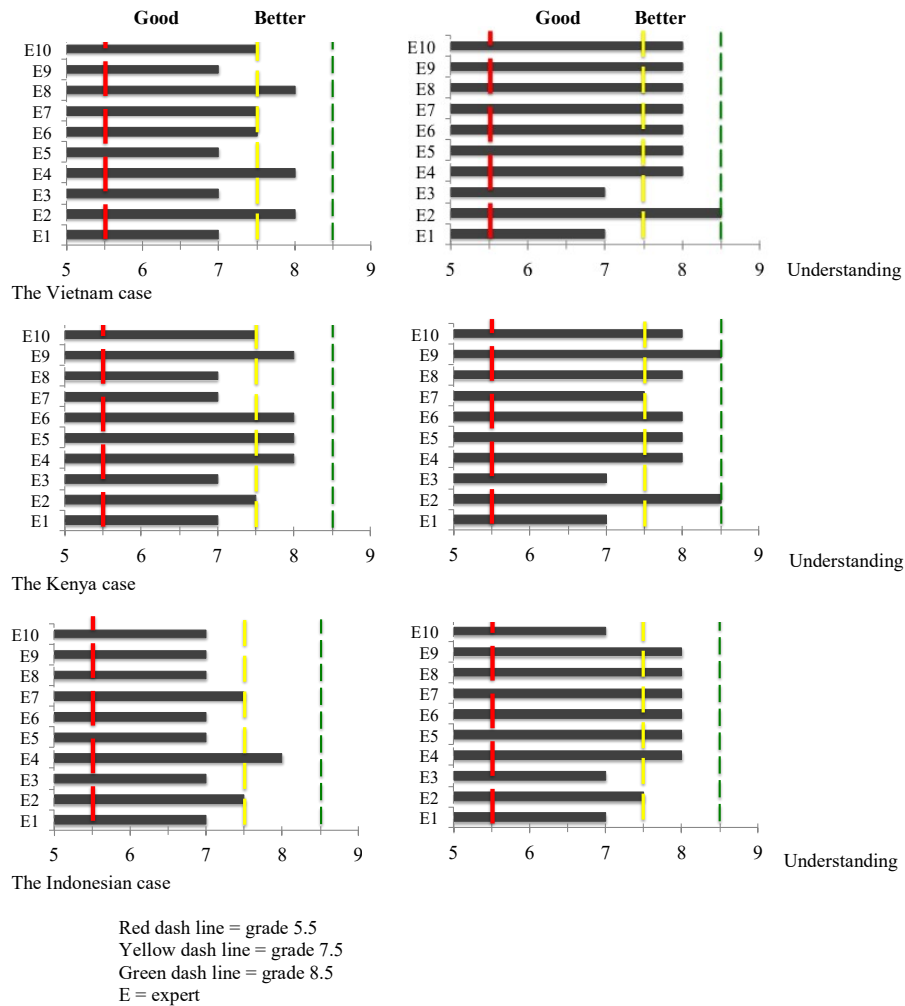 Good Better Good Better
E10 E10
E9 E9
E8 E8
E7 E7
E6 E6
E5 E5
E4 E4
E3 E3
E2 E2
E1 E1
5 6 7 8 9 5 6 7 8 9 Understanding
The Vietnam case
E10 E10
E9 E9
E8 E8
E7 E7
E6 E6
E5 E5
E4 E4
E3 E3
E2 E2
E1 E1
5 6 7 8 9 5 6 7 8 9 Understanding
The Kenya case
E10 E10
E9 E9
E8 E8
E7 E7
E6 E6
E5 E5
E4 E4
E3 E3
E2 E2
E1 E1
5 6 7 8 9 5 6 7 8 9 Understanding
The Indonesian case
Red dash line = grade 5.5
Yellow dash line = grade 7.5
Green dash line = grade 8.5
E = expert